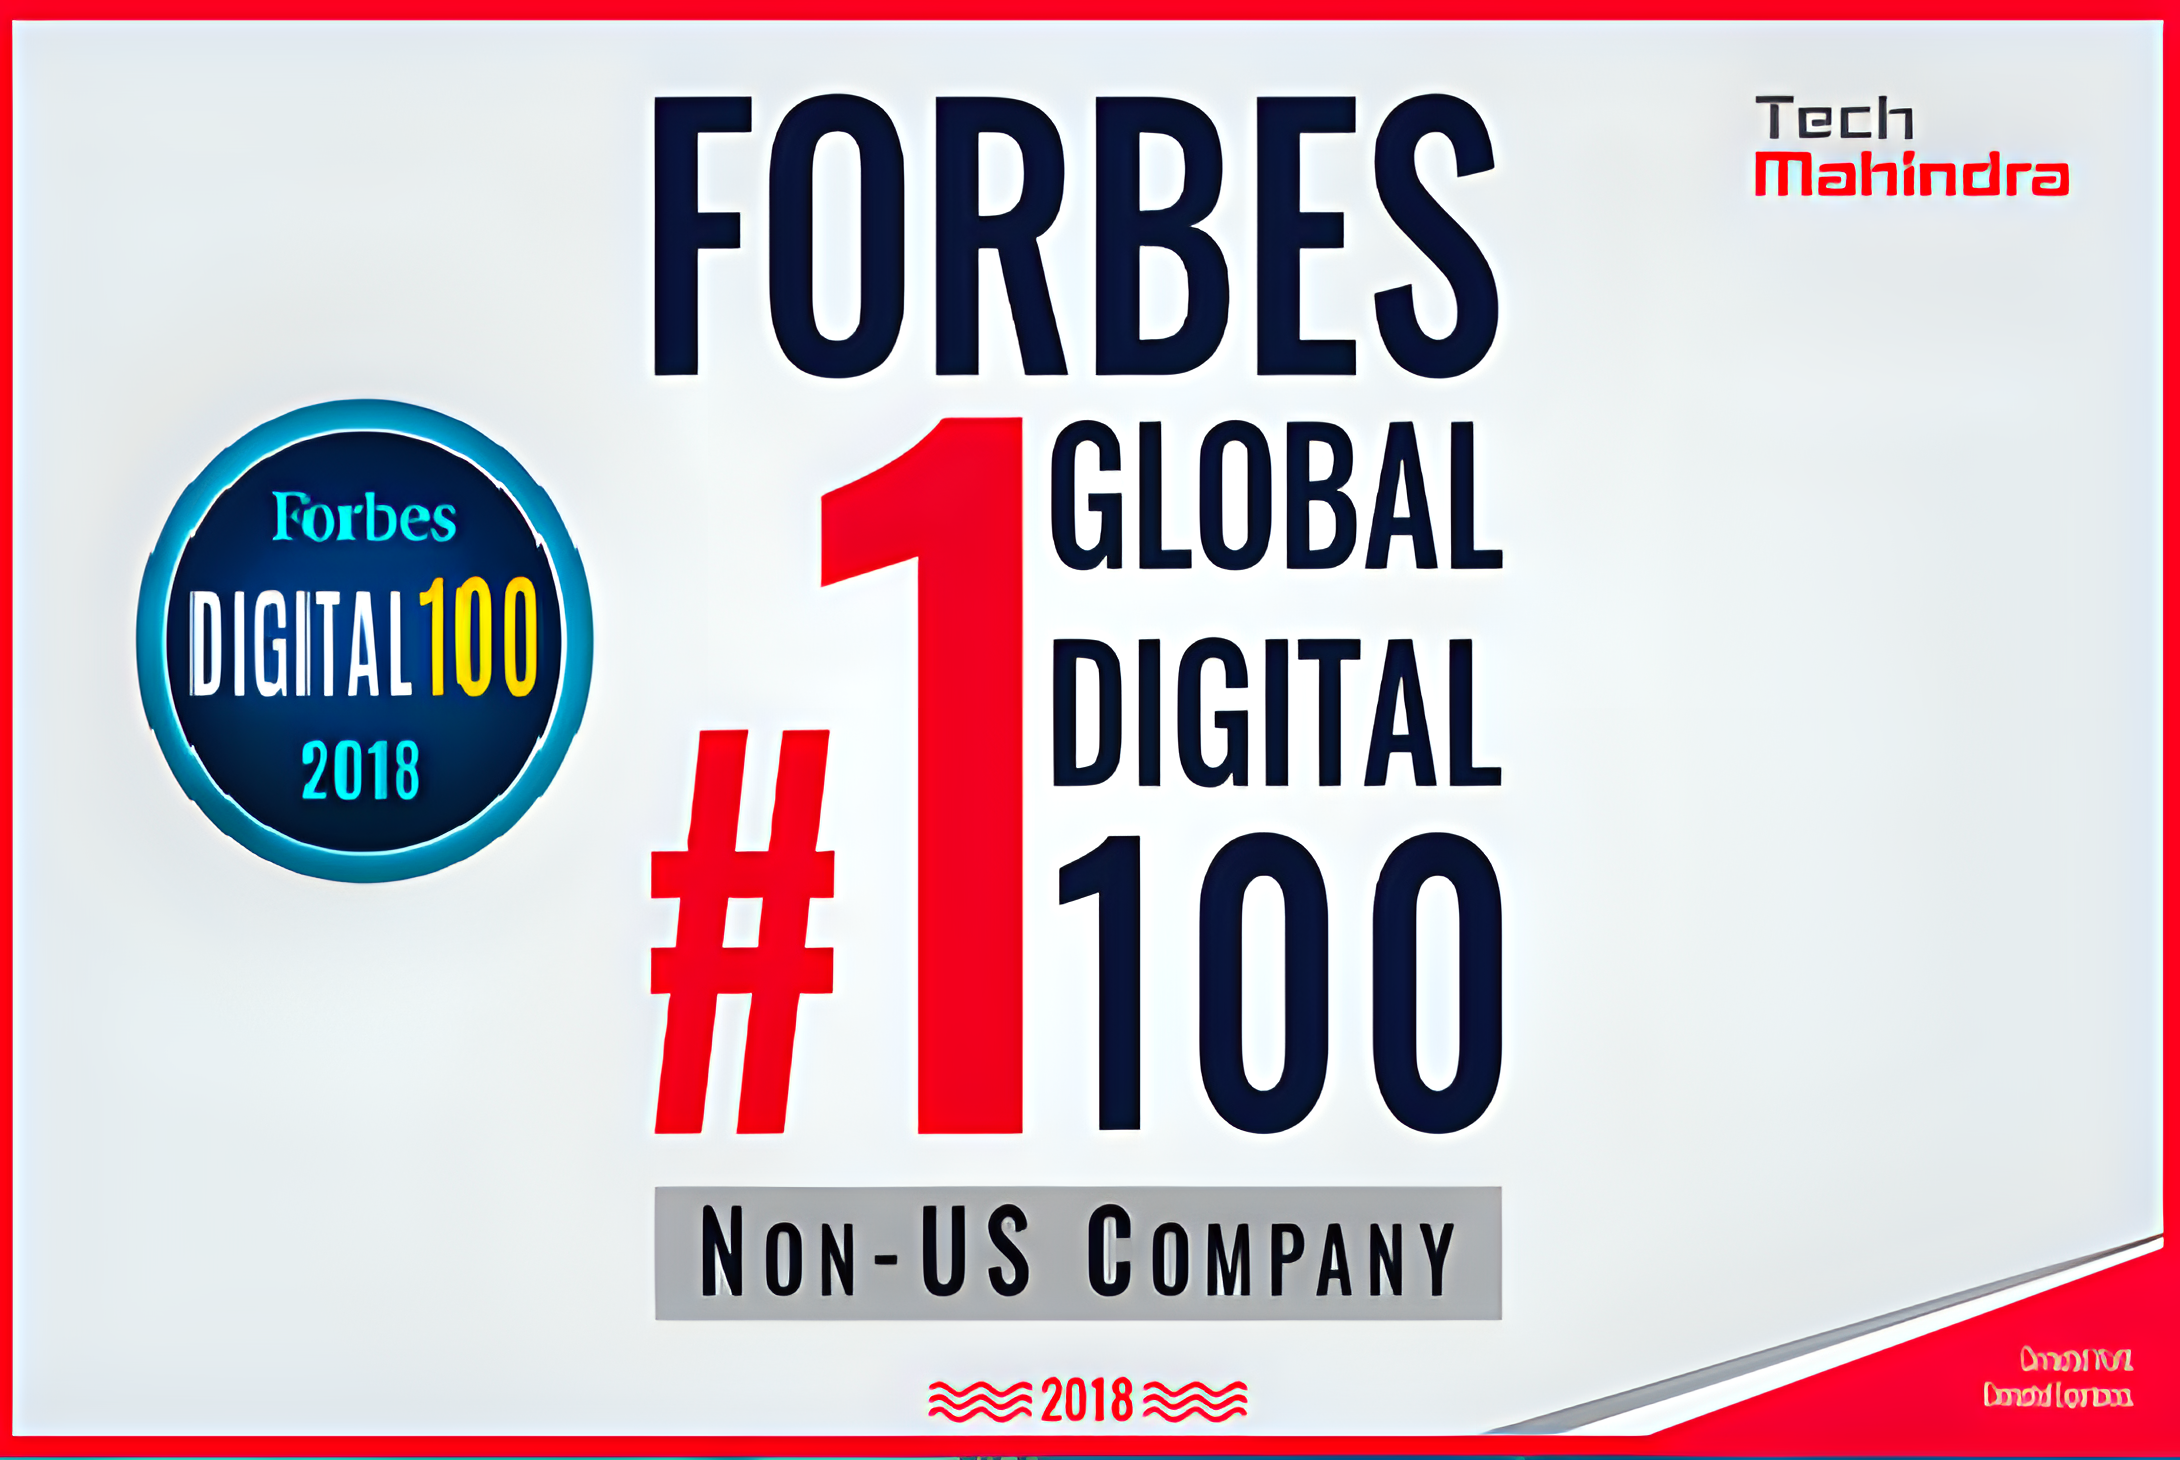 FORBES
Tech
Mahindra
#1 GLOBAL
DIGITAL
100
Forbes
DIGITAL100
2018
NON-US COMPANY
2018